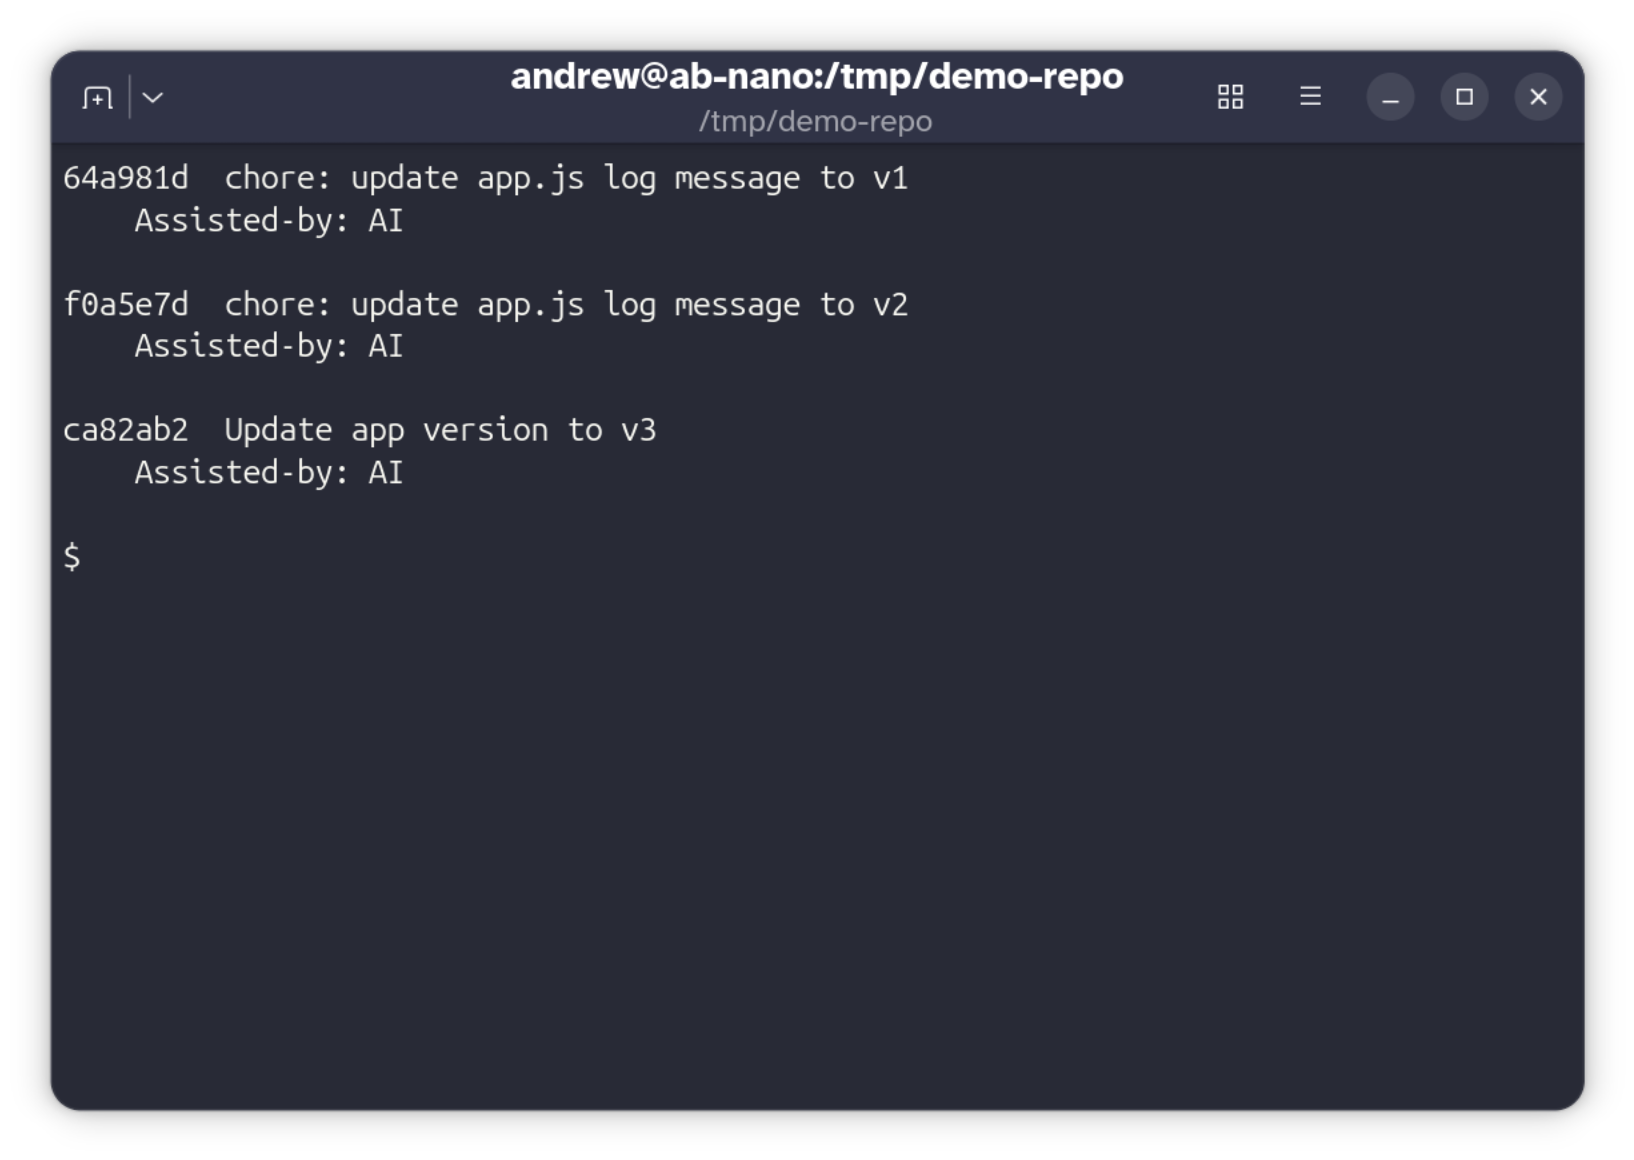 andrew@ab-nano:/tmp/demo-repo
/tmp/demo-repo
64a981d  chore: update app.js log message to v1
    Assisted-by: AI

f0a5e7d  chore: update app.js log message to v2
    Assisted-by: AI

ca82ab2  Update app version to v3
    Assisted-by: AI

$